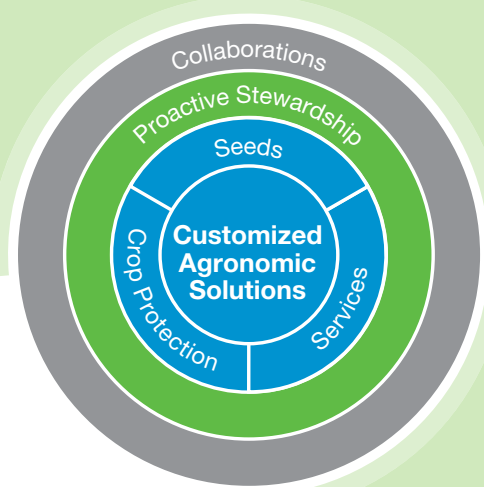 Collaborations
Proactive Stewardship
Seeds
Customized
Agronomic
Solutions
Crop Protection
Services